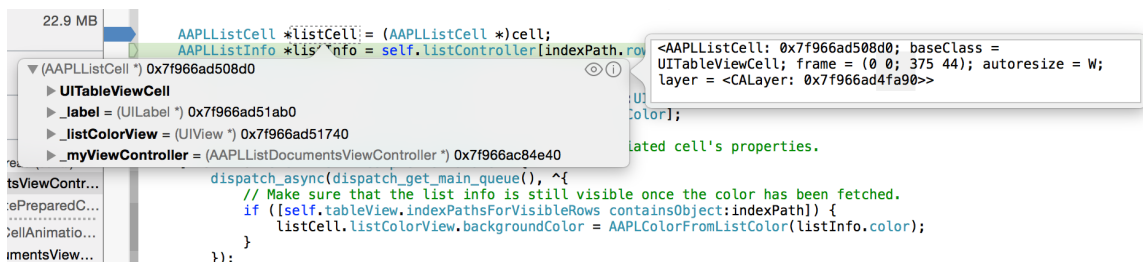 22.9 MB
AAPLListCell *listCell = (AAPLListCell *)cell;
AAPLListInfo *listInfo = self.listController[indexPath.row
<AAPLListCell: 0x7f966ad508d0; baseClass =
UITableViewCell; frame = (0 0; 375 44); autoresize = W;
layer = <CALayer: 0x7f966ad4fa90>>
(AAPLListCell *) 0x7f966ad508d0
UITableViewCell
_label = (UILabel *) 0x7f966ad51ab0
_listColorView = (UIView *) 0x7f966ad51740
_myViewController = (AAPLListDocumentsViewController *) 0x7f966ac84e40
;UI
Color];
ated cell's properties.
dispatch_async(dispatch_get_main_queue(), ^{
// Make sure that the list info is still visible once the color has been fetched.
if ([self.tableView.indexPathsForVisibleRows containsObject:indexPath]) {
listCell.listColorView.backgroundColor = AAPLColorFromListColor(listInfo.color);
}
});
tsViewContr...
tePreparedC...
CellAnimatio...
umentsView...